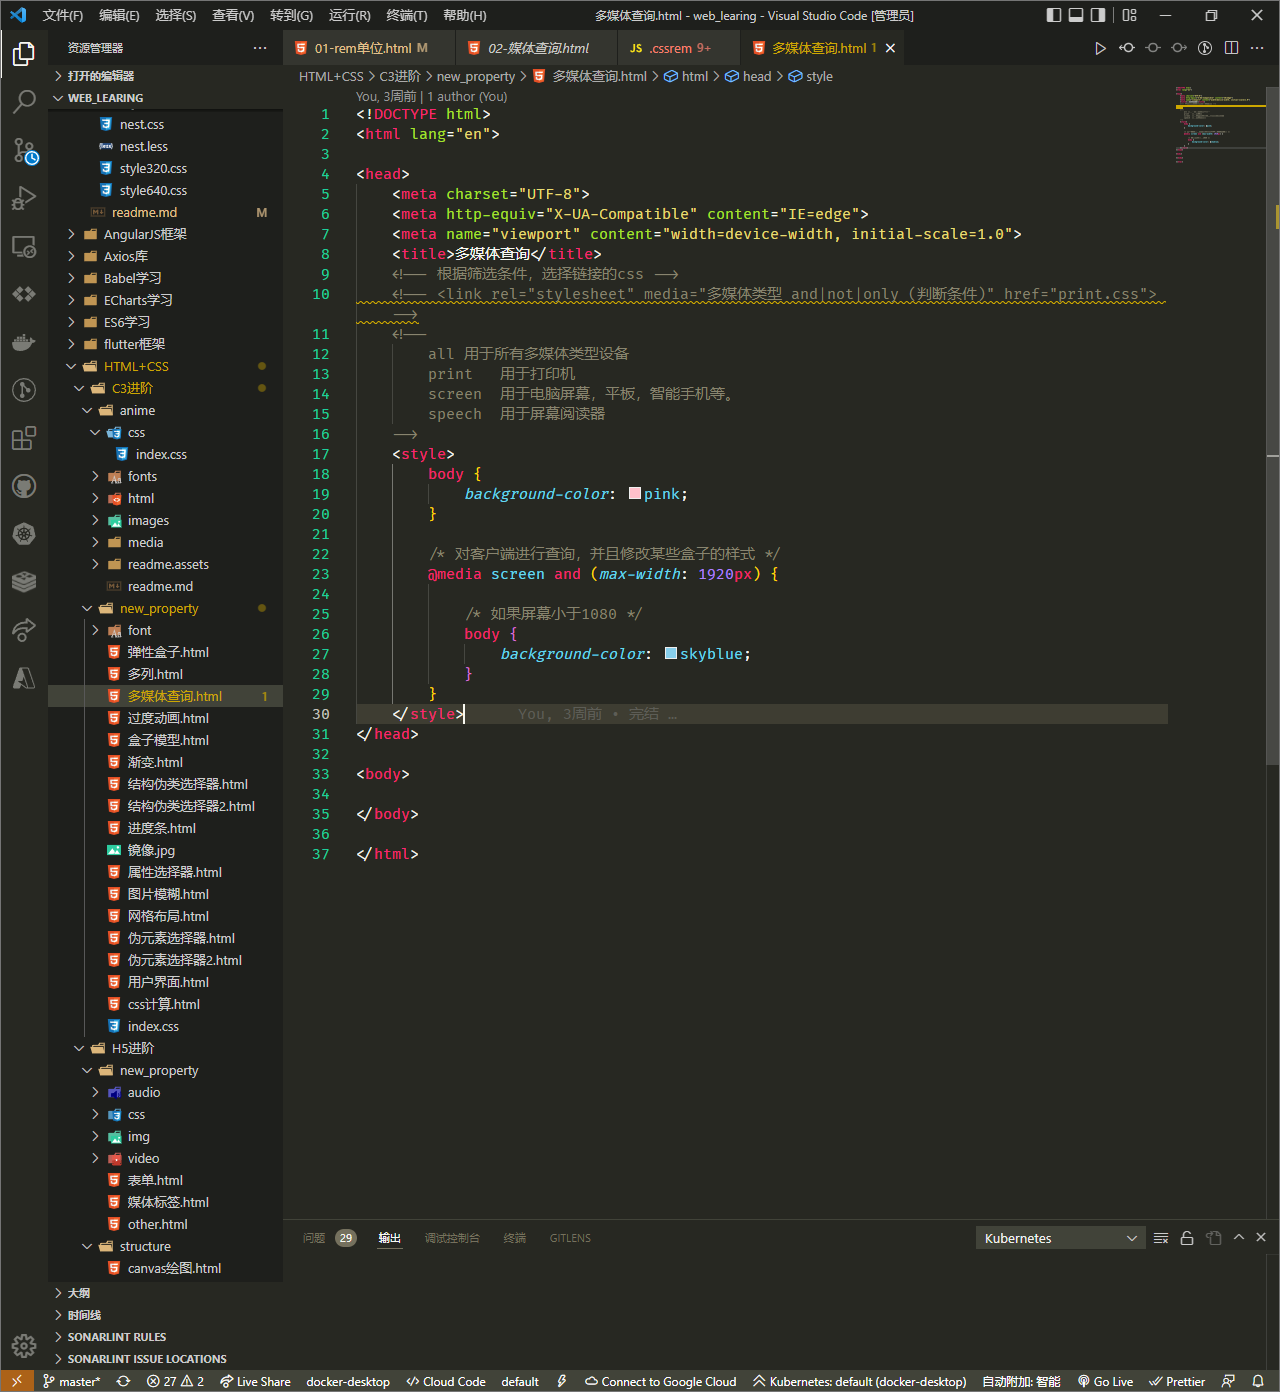 文件(F) 编辑(E) 选择(S) 查看(V) 转到(G) 运行(R) 终端(T) 帮助(H) 多媒体查询.html - web_learing - Visual Studio Code [管理员]
资源管理器
01-rem单位.html M 02-媒体查询.html JS .cssrem 9+ 多媒体查询.html 1
打开的编辑器
WEB_LEARING
nest.css
nest.less
style320.css
style640.css
readme.md M
AngularJS框架
Axios库
Babel学习
ECharts学习
ES6学习
flutter框架
HTML+CSS
C3进阶
anime
css
index.css
fonts
html
images
media
readme.assets
readme.md
new_property
font
弹性盒子.html
多列.html
多媒体查询.html 1
过度动画.html
盒子模型.html
渐变.html
结构伪类选择器.html
结构伪类选择器2.html
进度条.html
镜像.jpg
属性选择器.html
图片模糊.html
网格布局.html
伪元素选择器.html
伪元素选择器2.html
用户界面.html
css计算.html
index.css
H5进阶
new_property
audio
css
img
video
表单.html
媒体标签.html
other.html
structure
canvas绘图.html
大纲
时间线
SONARLINT RULES
SONARLINT ISSUE LOCATIONS
HTML+CSS > C3进阶 > new_property > 多媒体查询.html > html > head > style
You, 3周前 | 1 author (You)
1 <!DOCTYPE html>
2 <html lang="en">
3
4 <head>
5 <meta charset="UTF-8">
6 <meta http-equiv="X-UA-Compatible" content="IE=edge">
7 <meta name="viewport" content="width=device-width, initial-scale=1.0">
8 <title>多媒体查询</title>
9 <!-- 根据筛选条件，选择链接的css -->
10 <!-- <link rel="stylesheet" media="多媒体类型 and|not|only（判断条件）" href="print.css">
-->
11 <!--
12 all 用于所有多媒体类型设备
13 print 用于打印机
14 screen 用于电脑屏幕，平板，智能手机等。
15 speech 用于屏幕阅读器
16 -->
17 <style>
18 body {
19 background-color: pink;
20 }
21
22 /* 对客户端进行查询，并且修改某些盒子的样式 */
23 @media screen and (max-width: 1920px) {
24
25 /* 如果屏幕小于1080 */
26 body {
27 background-color: skyblue;
28 }
29 }
30 </style> You, 3周前 • 完结 …
31 </head>
32
33 <body>
34
35 </body>
36
37 </html>
问题 29 输出 调试控制台 终端 GITLENS Kubernetes
master* 27 2 Live Share docker-desktop Cloud Code default Connect to Google Cloud Kubernetes: default (docker-desktop) 自动附加: 智能 Go Live Prettier